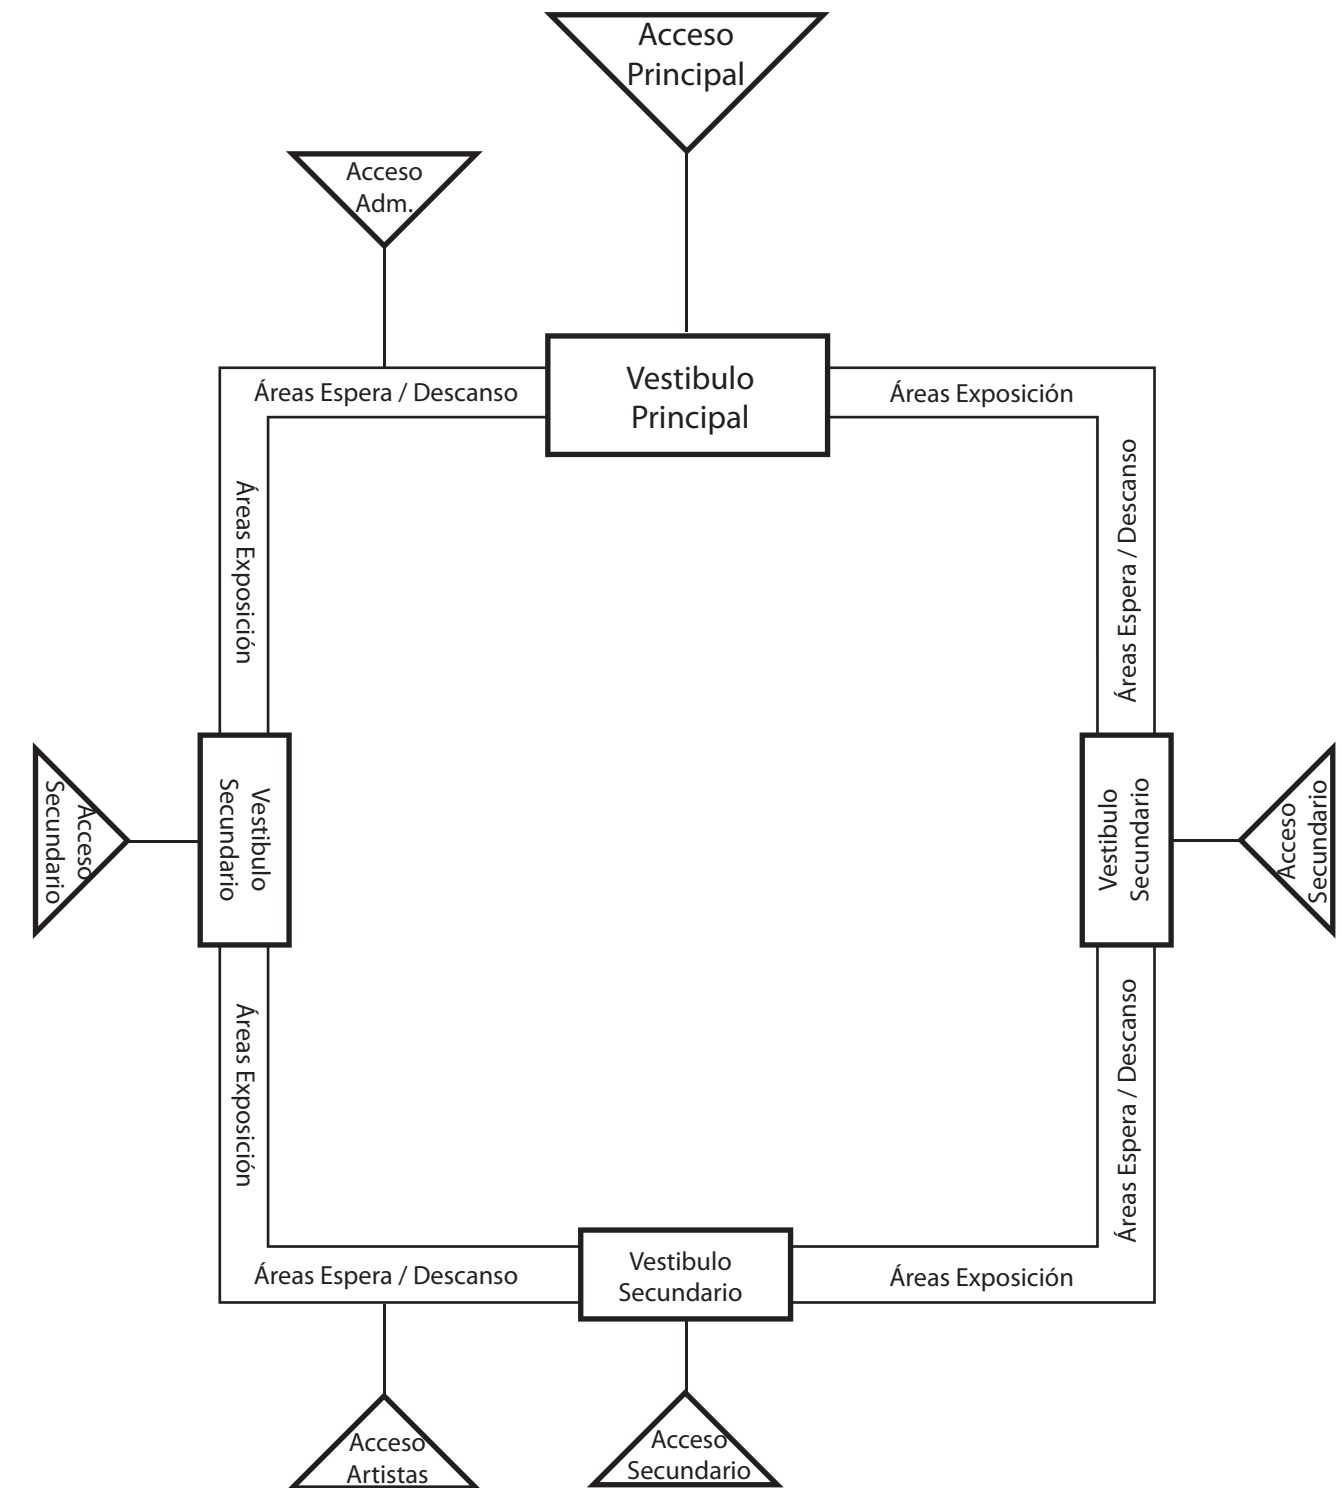 Acceso
Principal
Acceso
Adm.
Vestibulo
Principal
Áreas Espera / Descanso
Áreas Exposición
Áreas Exposición
Áreas Espera / Descanso
Acceso
Secundario
Vestibulo
Secundario
Vestibulo
Secundario
Acceso
Secundario
Áreas Exposición
Áreas Espera / Descanso
Áreas Espera / Descanso
Vestibulo
Secundario
Áreas Exposición
Acceso
Artistas
Acceso
Secundario